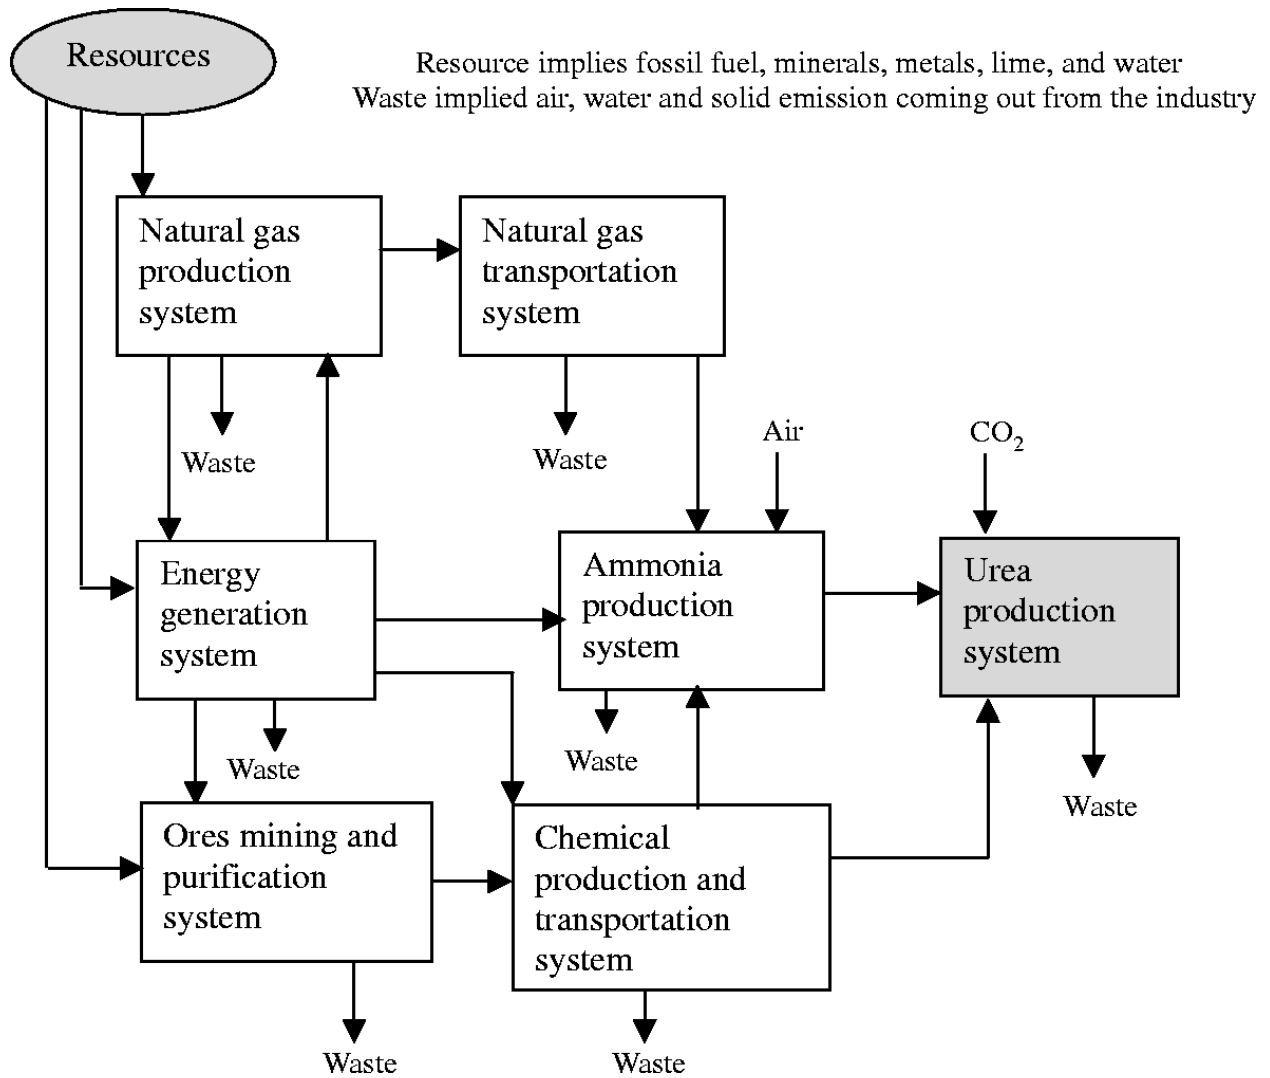 Resources
Resource implies fossil fuel, minerals, metals, lime, and water
Waste implied air, water and solid emission coming out from the industry
Natural gas
production
system
Natural gas
transportation
system
Waste
Waste
Air
CO₂
Energy
generation
system
Ammonia
production
system
Urea
production
system
Waste
Waste
Waste
Ores mining and
purification
system
Chemical
production and
transportation
system
Waste
Waste